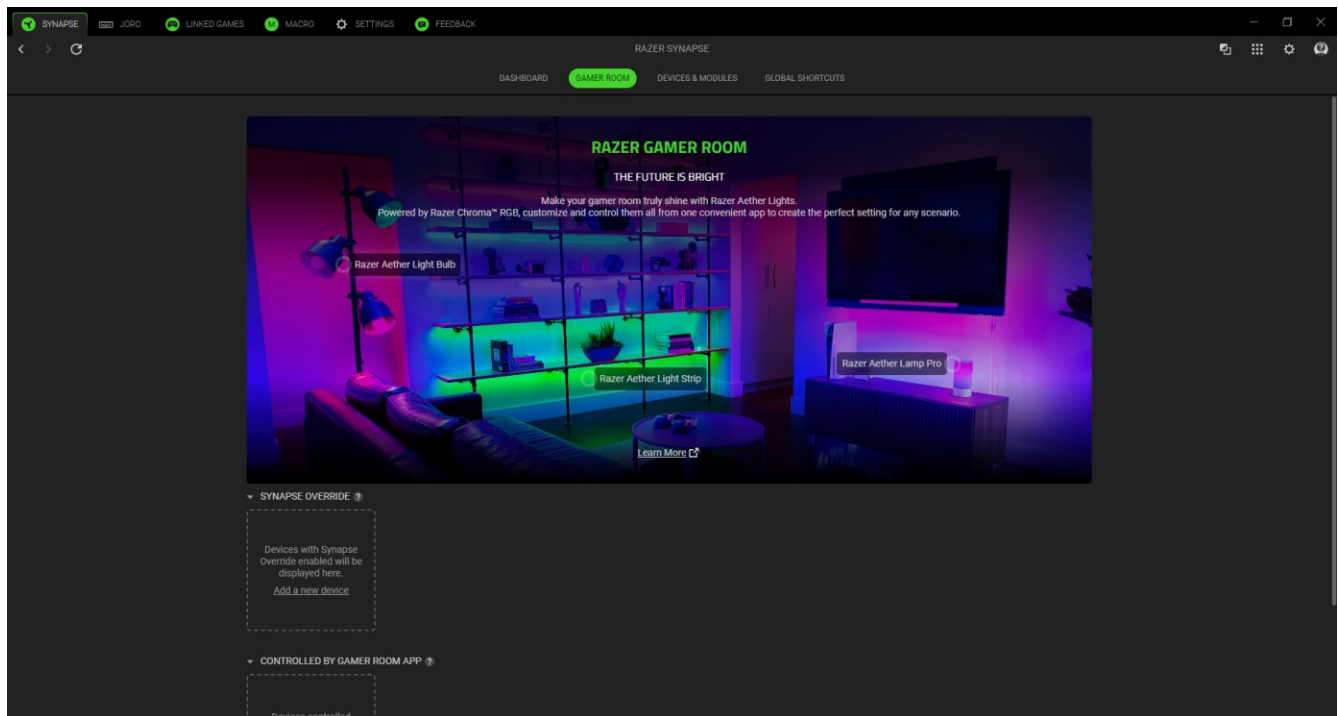 SYNAPSE JORO LINKED GAMES M MACRO SETTINGS FEEDBACK
RAZER SYNAPSE
DASHBOARD GAMER ROOM DEVICES & MODULES GLOBAL SHORTCUTS
RAZER GAMER ROOM
THE FUTURE IS BRIGHT
Make your gamer room truly shine with Razer Aether Lights.
Powered by Razer Chroma™ RGB, customize and control them all from one convenient app to create the perfect setting for any scenario.
Razer Aether Light Bulb
Razer Aether Lamp Pro
Razer Aether Light Strip
Learn More
SYNAPSE OVERRIDE ?
Devices with Synapse
Override enabled will be
displayed here.
Add a new device
CONTROLLED BY GAMER ROOM APP ?
Devices controlled